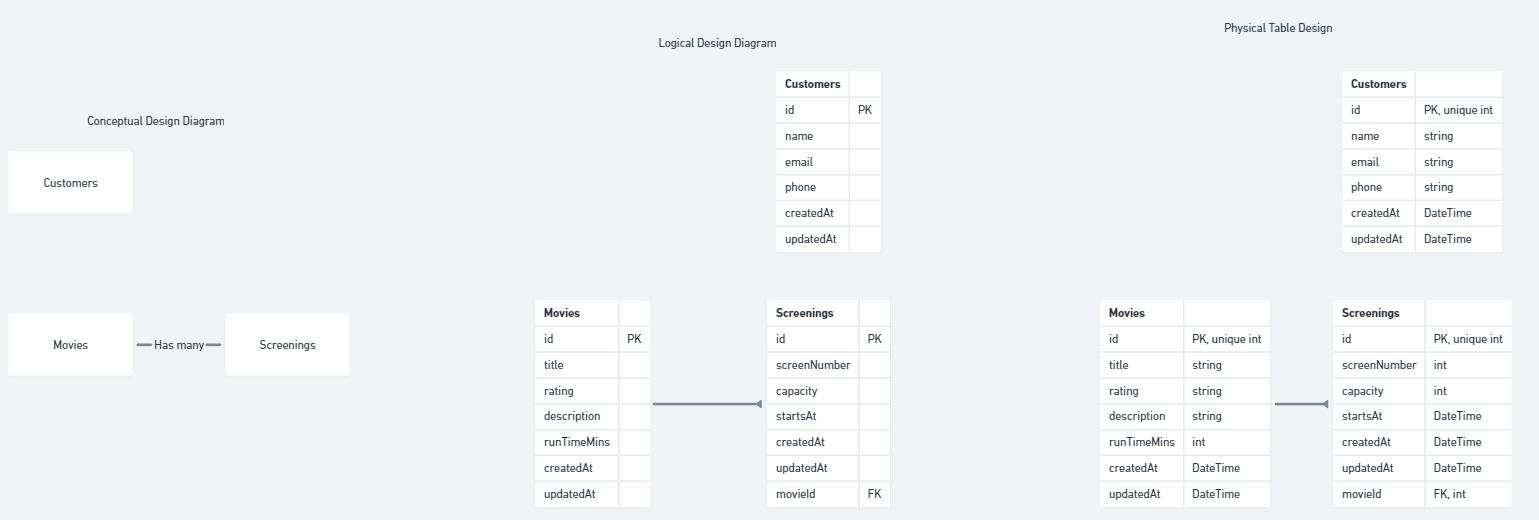 Conceptual Design Diagram
Customers
Movies
Has many
Screenings
Logical Design Diagram
Customers
id PK
name
email
phone
createdAt
updatedAt
Movies
id PK
title
rating
description
runTimeMins
createdAt
updatedAt
Screenings
id PK
screenNumber
capacity
startsAt
createdAt
updatedAt
movieId FK
Physical Table Design
Customers
id PK, unique int
name string
email string
phone string
createdAt DateTime
updatedAt DateTime
Movies
id PK, unique int
title string
rating string
description string
runTimeMins int
createdAt DateTime
updatedAt DateTime
Screenings
id PK, unique int
screenNumber int
capacity int
startsAt DateTime
createdAt DateTime
updatedAt DateTime
movieId FK, int